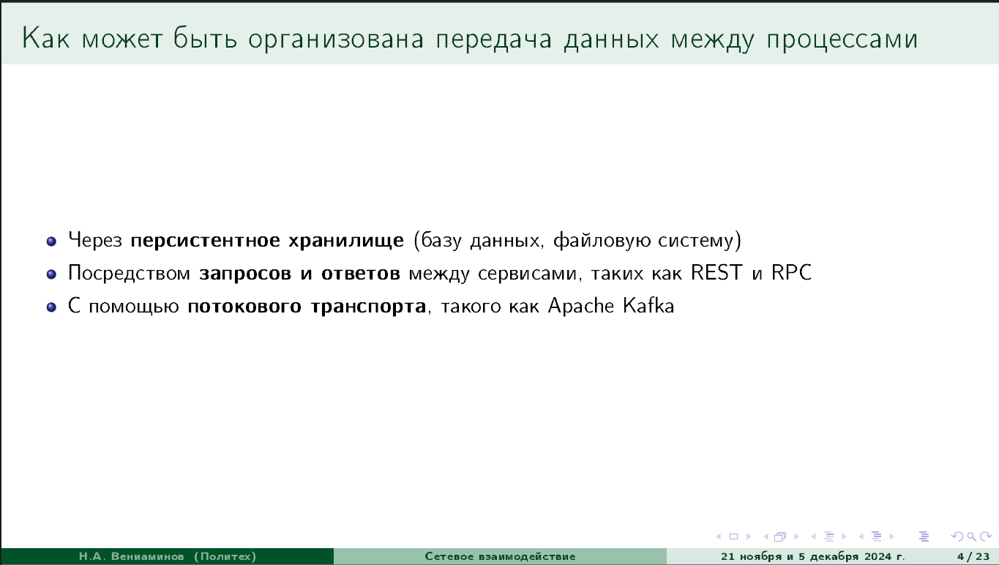 Как может быть организована передача данных между процессами
Через персистентное хранилище (базу данных, файловую систему)
Посредством запросов и ответов между сервисами, таких как REST и RPC
С помощью потокового транспорта, такого как Apache Kafka
Н.А. Вениаминов (Политех)
Сетевое взаимодействие
21 ноября и 5 декабря 2024 г.
4 / 23